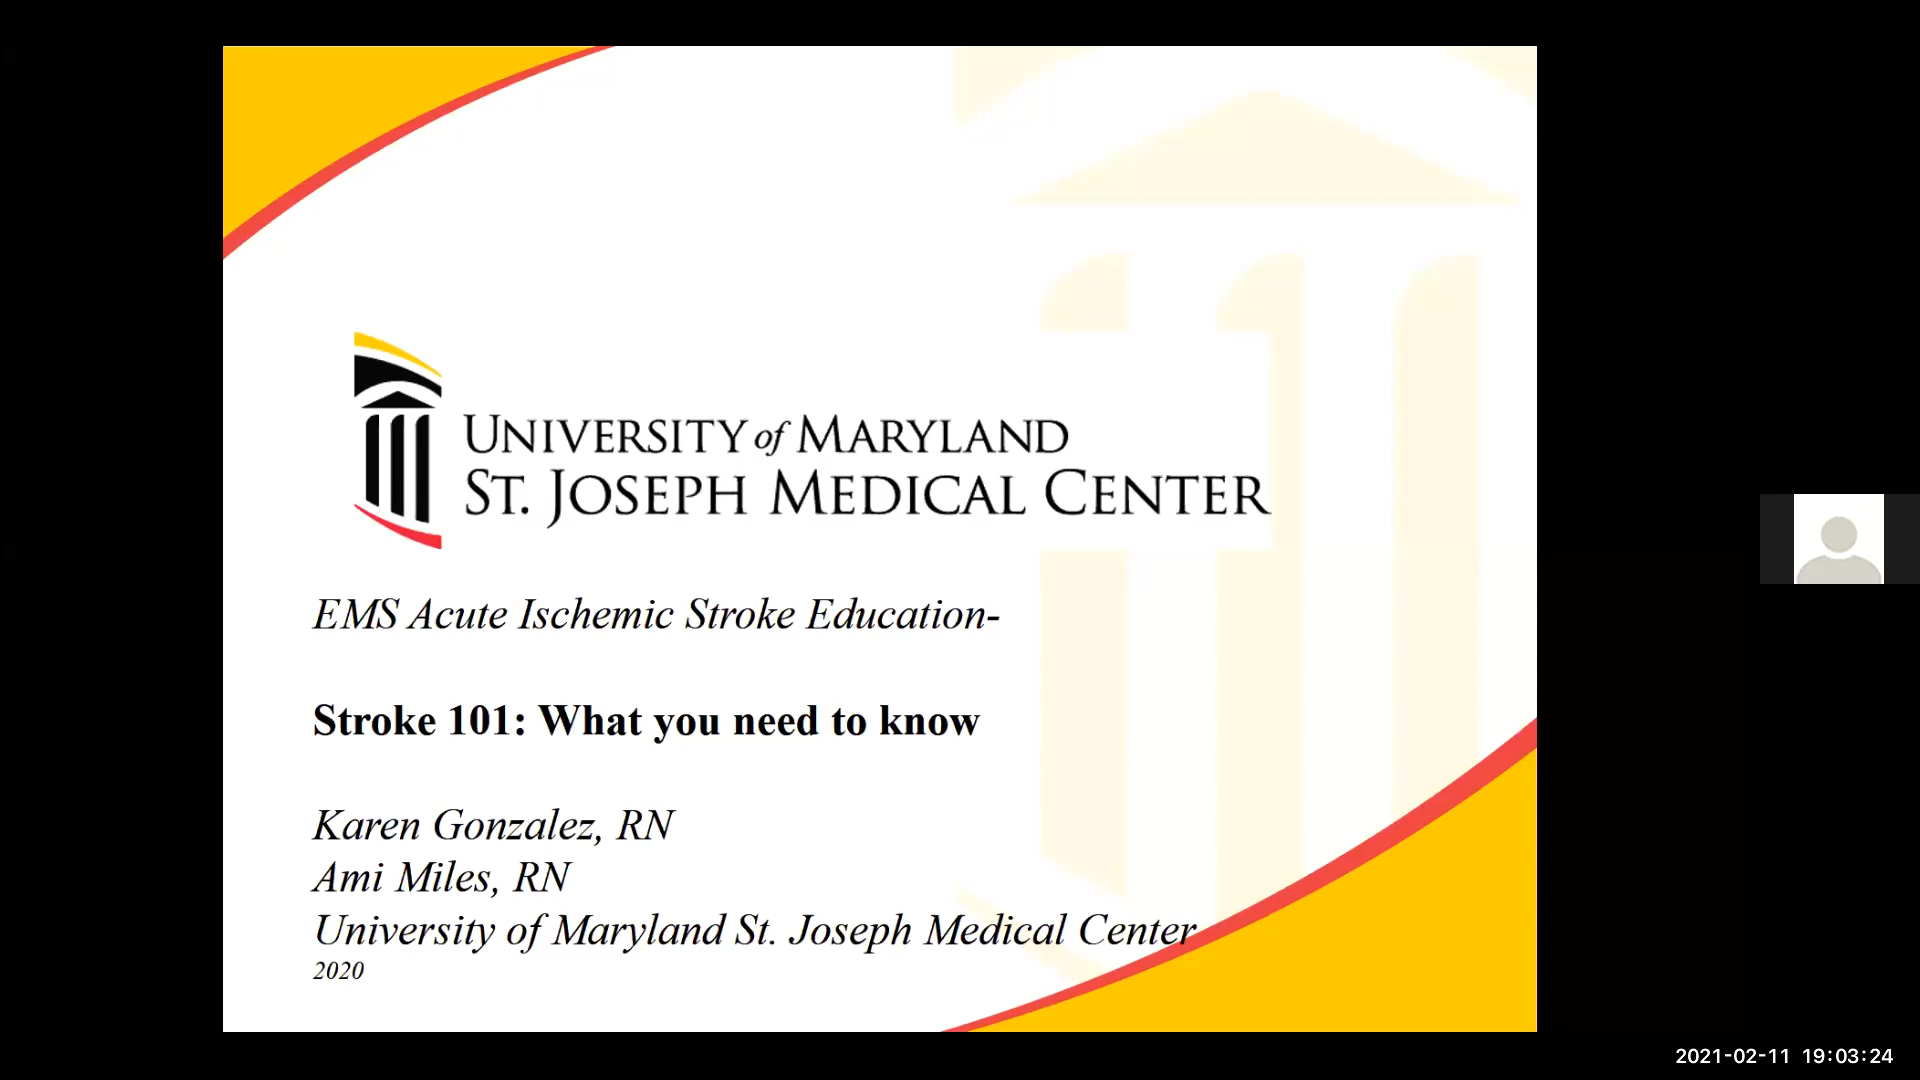 University of Maryland
St. Joseph Medical Center
EMS Acute Ischemic Stroke Education-
Stroke 101: What you need to know
Karen Gonzalez, RN
Ami Miles, RN
University of Maryland St. Joseph Medical Center
2020
2021-02-11 19:03:24